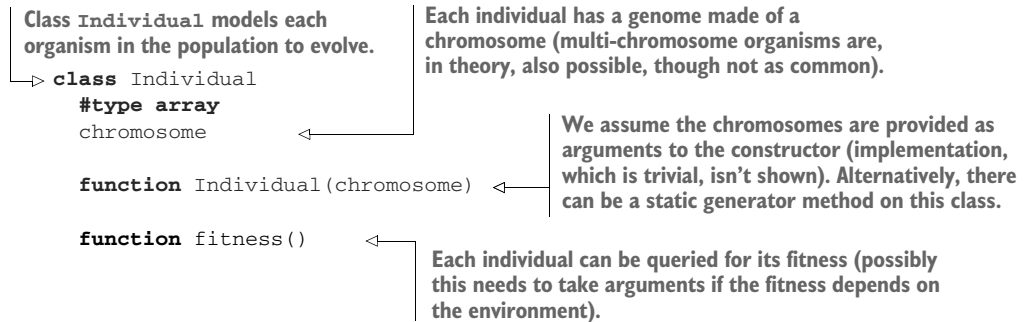 Class Individual models each
organism in the population to evolve.
Each individual has a genome made of a
chromosome (multi-chromosome organisms are,
in theory, also possible, though not as common).
class Individual
#type array
chromosome
We assume the chromosomes are provided as
arguments to the constructor (implementation,
which is trivial, isn't shown). Alternatively, there
can be a static generator method on this class.
function Individual(chromosome)
function fitness()
Each individual can be queried for its fitness (possibly
this needs to take arguments if the fitness depends on
the environment).